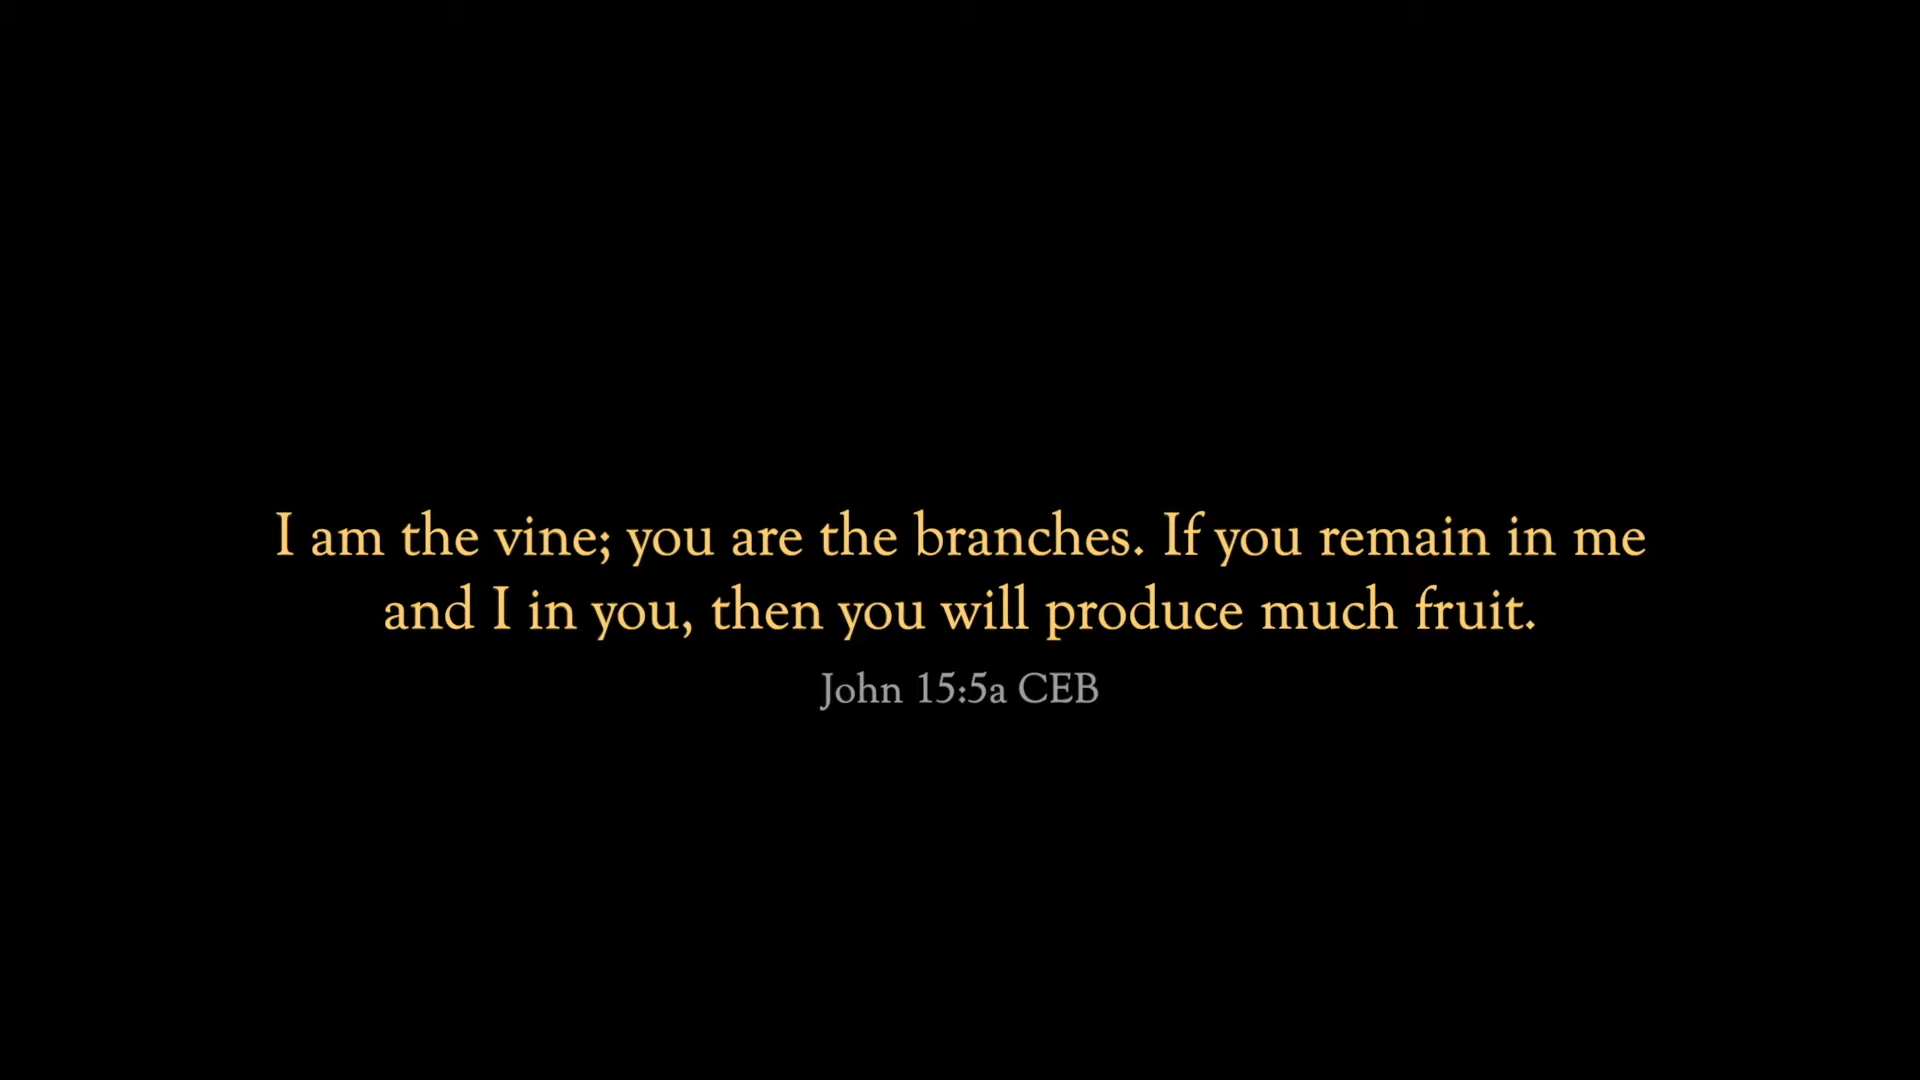 I am the vine; you are the branches. If you remain in me
and I in you, then you will produce much fruit.
John 15:5a CEB